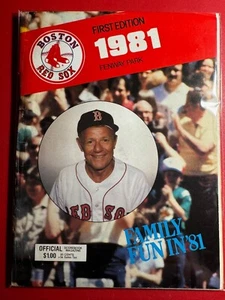 BOSTON
RED SOX
FIRST EDITION
1981
FENWAY PARK
RED SOX
FAMILY
FUN IN '81
OFFICIAL
$1.00